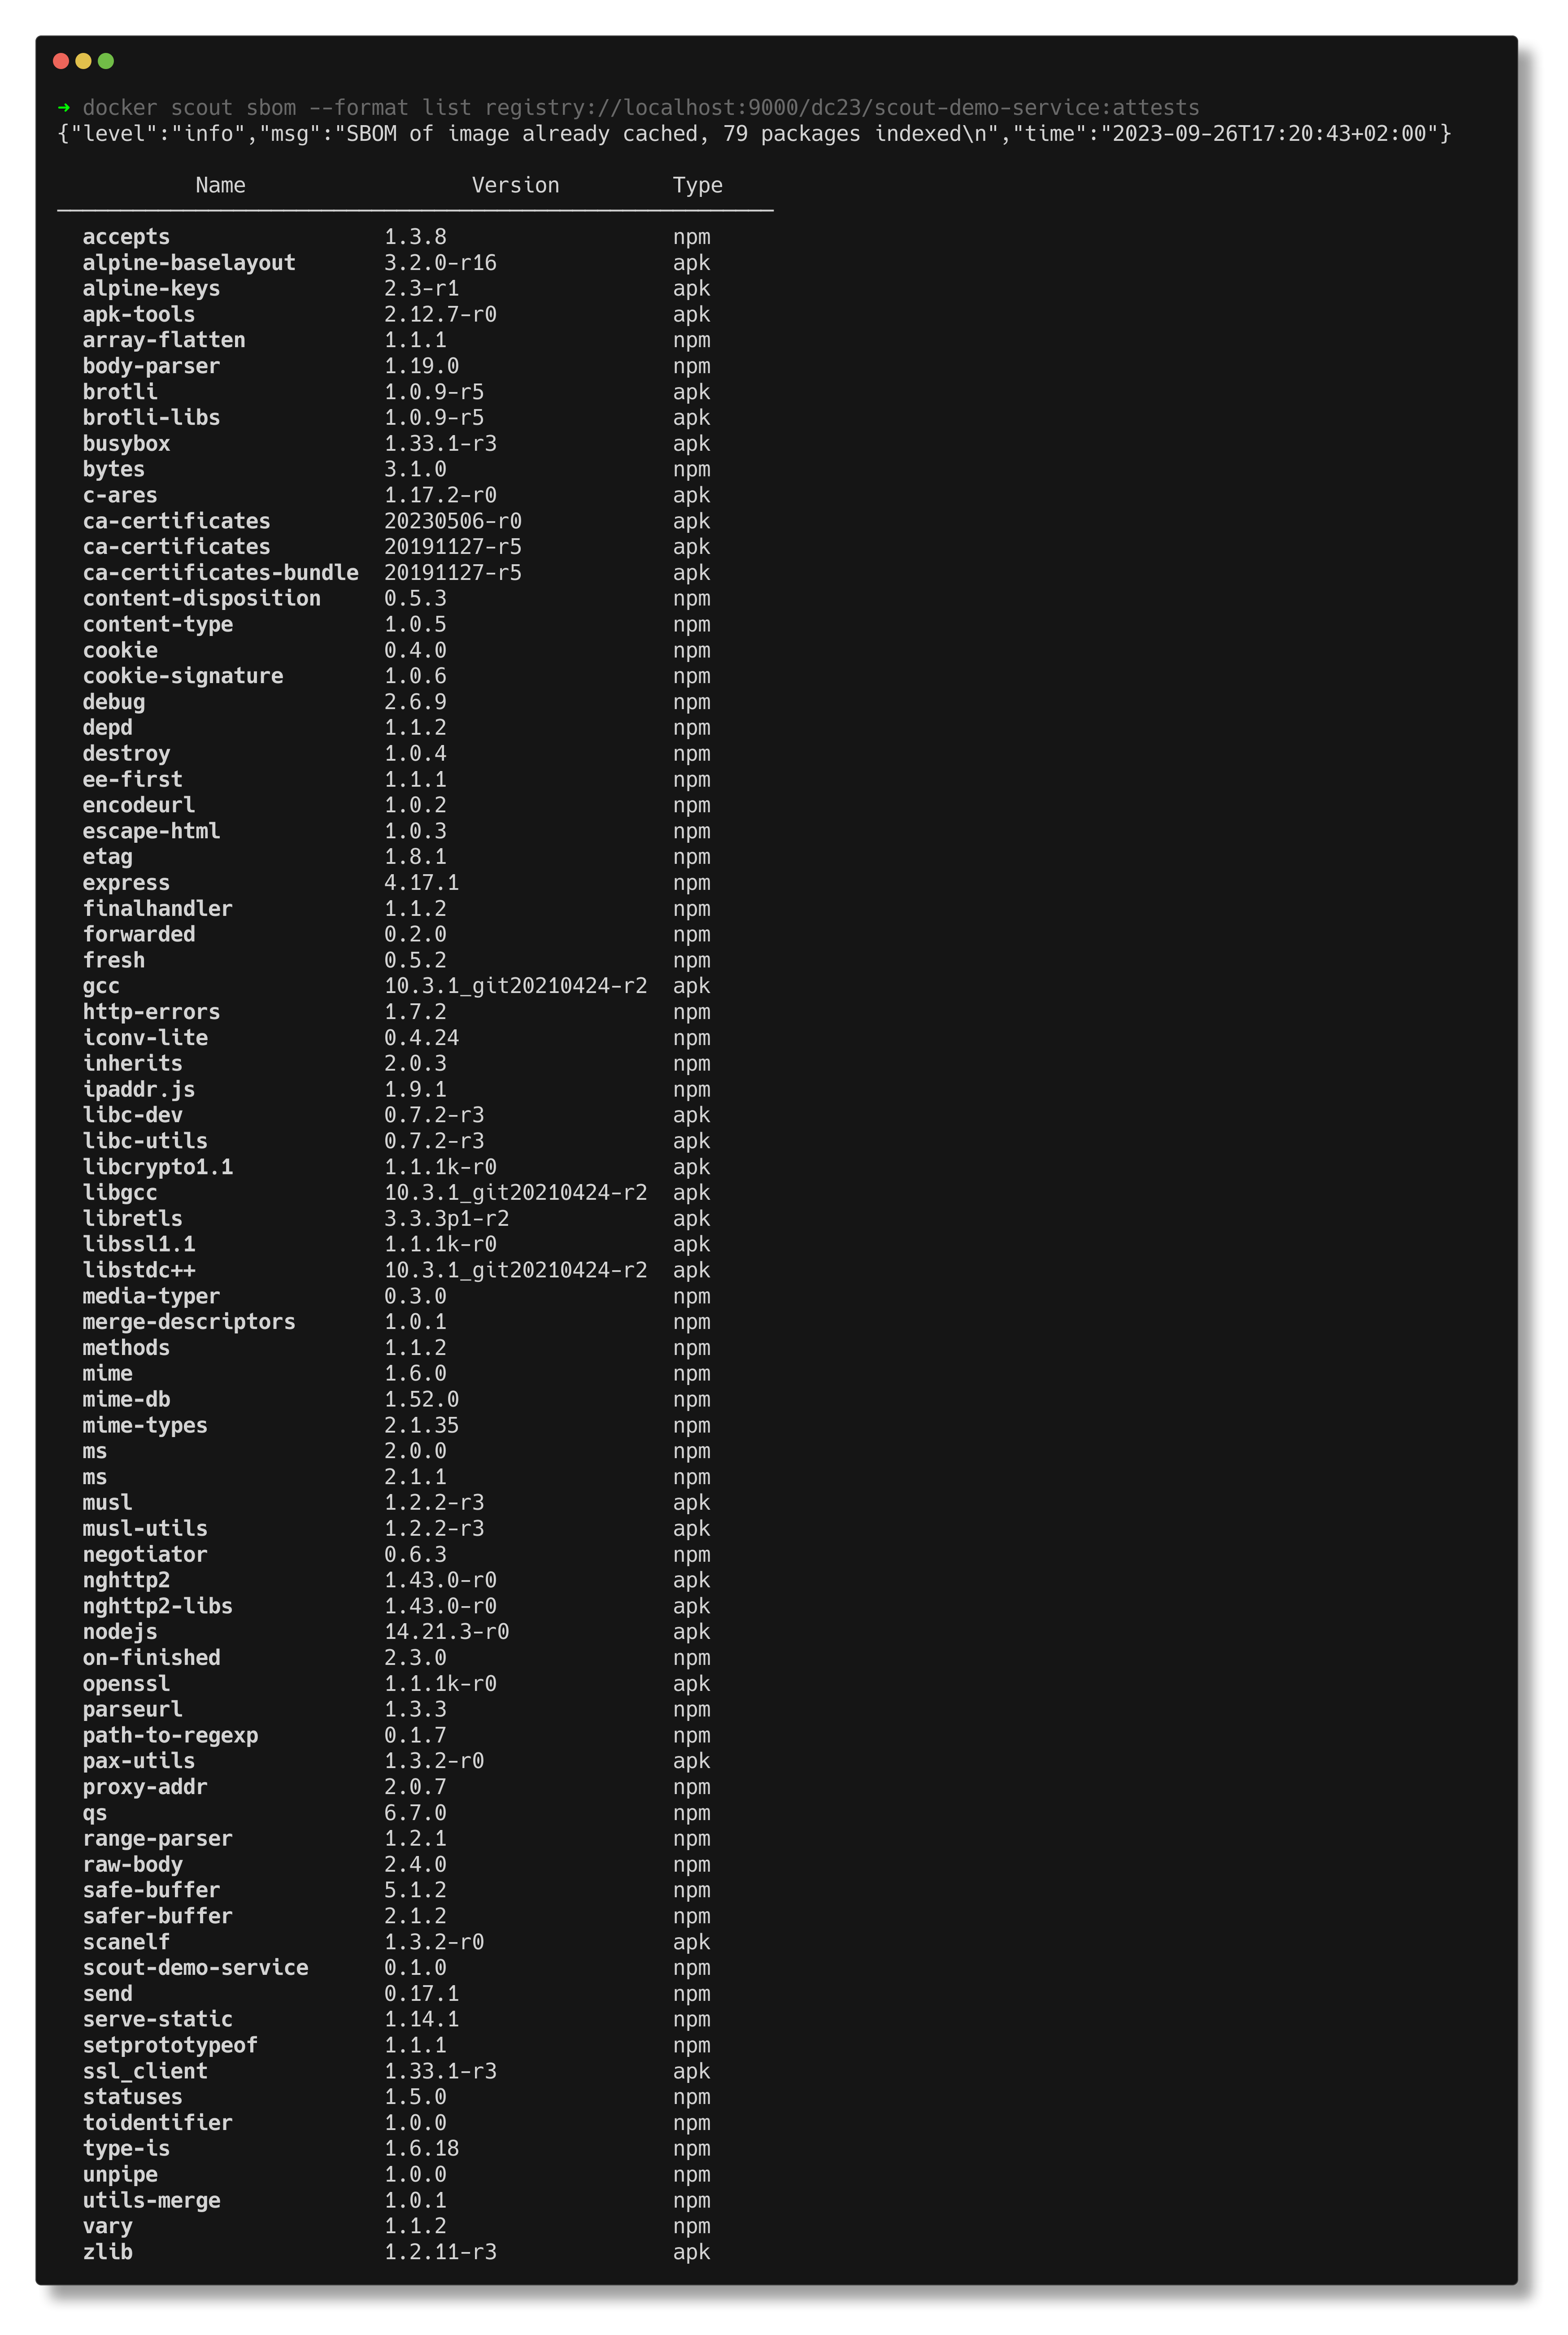 ➜ docker scout sbom --format list registry://localhost:9000/dc23/scout-demo-service:attests
{"level":"info","msg":"SBOM of image already cached, 79 packages indexed\n","time":"2023-09-26T17:20:43+02:00"}
Name Version Type
accepts 1.3.8 npm
alpine-baselayout 3.2.0-r16 apk
alpine-keys 2.3-r1 apk
apk-tools 2.12.7-r0 apk
array-flatten 1.1.1 npm
body-parser 1.19.0 npm
brotli 1.0.9-r5 apk
brotli-libs 1.0.9-r5 apk
busybox 1.33.1-r3 apk
bytes 3.1.0 npm
c-ares 1.17.2-r0 apk
ca-certificates 20230506-r0 apk
ca-certificates 20191127-r5 apk
ca-certificates-bundle 20191127-r5 apk
content-disposition 0.5.3 npm
content-type 1.0.5 npm
cookie 0.4.0 npm
cookie-signature 1.0.6 npm
debug 2.6.9 npm
depd 1.1.2 npm
destroy 1.0.4 npm
ee-first 1.1.1 npm
encodeurl 1.0.2 npm
escape-html 1.0.3 npm
etag 1.8.1 npm
express 4.17.1 npm
finalhandler 1.1.2 npm
forwarded 0.2.0 npm
fresh 0.5.2 npm
gcc 10.3.1_git20210424-r2 apk
http-errors 1.7.2 npm
iconv-lite 0.4.24 npm
inherits 2.0.3 npm
ipaddr.js 1.9.1 npm
libc-dev 0.7.2-r3 apk
libc-utils 0.7.2-r3 apk
libcrypto1.1 1.1.1k-r0 apk
libgcc 10.3.1_git20210424-r2 apk
libretls 3.3.3p1-r2 apk
libssl1.1 1.1.1k-r0 apk
libstdc++ 10.3.1_git20210424-r2 apk
media-typer 0.3.0 npm
merge-descriptors 1.0.1 npm
methods 1.1.2 npm
mime 1.6.0 npm
mime-db 1.52.0 npm
mime-types 2.1.35 npm
ms 2.0.0 npm
ms 2.1.1 npm
musl 1.2.2-r3 apk
musl-utils 1.2.2-r3 apk
negotiator 0.6.3 npm
nghttp2 1.43.0-r0 apk
nghttp2-libs 1.43.0-r0 apk
nodejs 14.21.3-r0 apk
on-finished 2.3.0 npm
openssl 1.1.1k-r0 apk
parseurl 1.3.3 npm
path-to-regexp 0.1.7 npm
pax-utils 1.3.2-r0 apk
proxy-addr 2.0.7 npm
qs 6.7.0 npm
range-parser 1.2.1 npm
raw-body 2.4.0 npm
safe-buffer 5.1.2 npm
safer-buffer 2.1.2 npm
scanelf 1.3.2-r0 apk
scout-demo-service 0.1.0 npm
send 0.17.1 npm
serve-static 1.14.1 npm
setprototypeof 1.1.1 npm
ssl_client 1.33.1-r3 apk
statuses 1.5.0 npm
toidentifier 1.0.0 npm
type-is 1.6.18 npm
unpipe 1.0.0 npm
utils-merge 1.0.1 npm
vary 1.1.2 npm
zlib 1.2.11-r3 apk